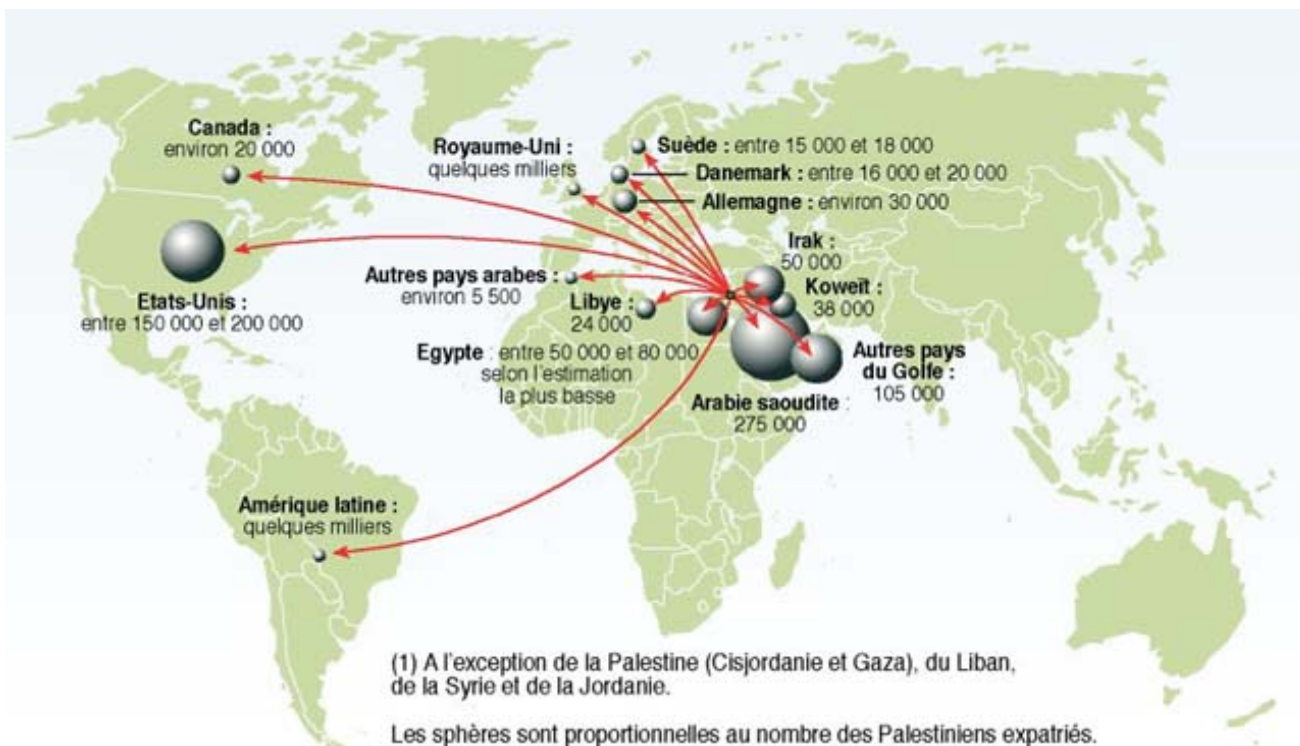 Canada :
environ 20 000
Royaume-Uni :
quelques milliers
Suède : entre 15 000 et 18 000
Danemark : entre 16 000 et 20 000
Allemagne : environ 30 000
Irak :
50 000
Koweït :
38 000
Autres pays arabes :
environ 5 500
Libye :
24 000
Etats-Unis :
entre 150 000 et 200 000
Egypte : entre 50 000 et 80 000
selon l'estimation
la plus basse
Autres pays
du Golfe :
105 000
Arabie saoudite :
275 000
Amérique latine :
quelques milliers
(1) A l'exception de la Palestine (Cisjordanie et Gaza), du Liban,
de la Syrie et de la Jordanie.
Les sphères sont proportionnelles au nombre des Palestiniens expatriés.